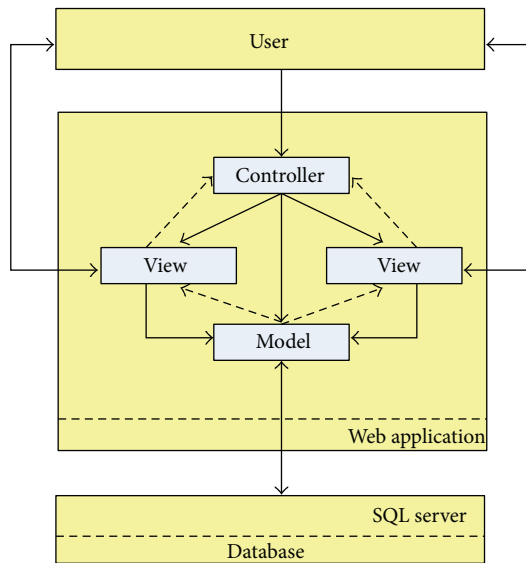 User
Controller
View
View
Model
Web application
SQL server
Database